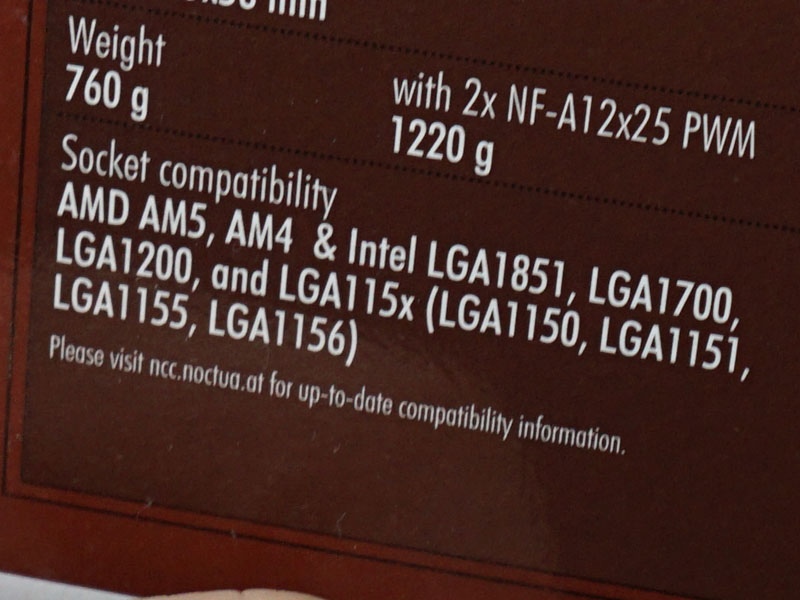 Weight
760 g
with 2x NF-A12x25 PWM
1220 g
Socket compatibility
AMD AM5, AM4 & Intel LGA1851, LGA1700,
LGA1200, and LGA115x (LGA1150, LGA1151,
LGA1155, LGA1156)
Please visit ncc.noctua.at for up-to-date compatibility information.